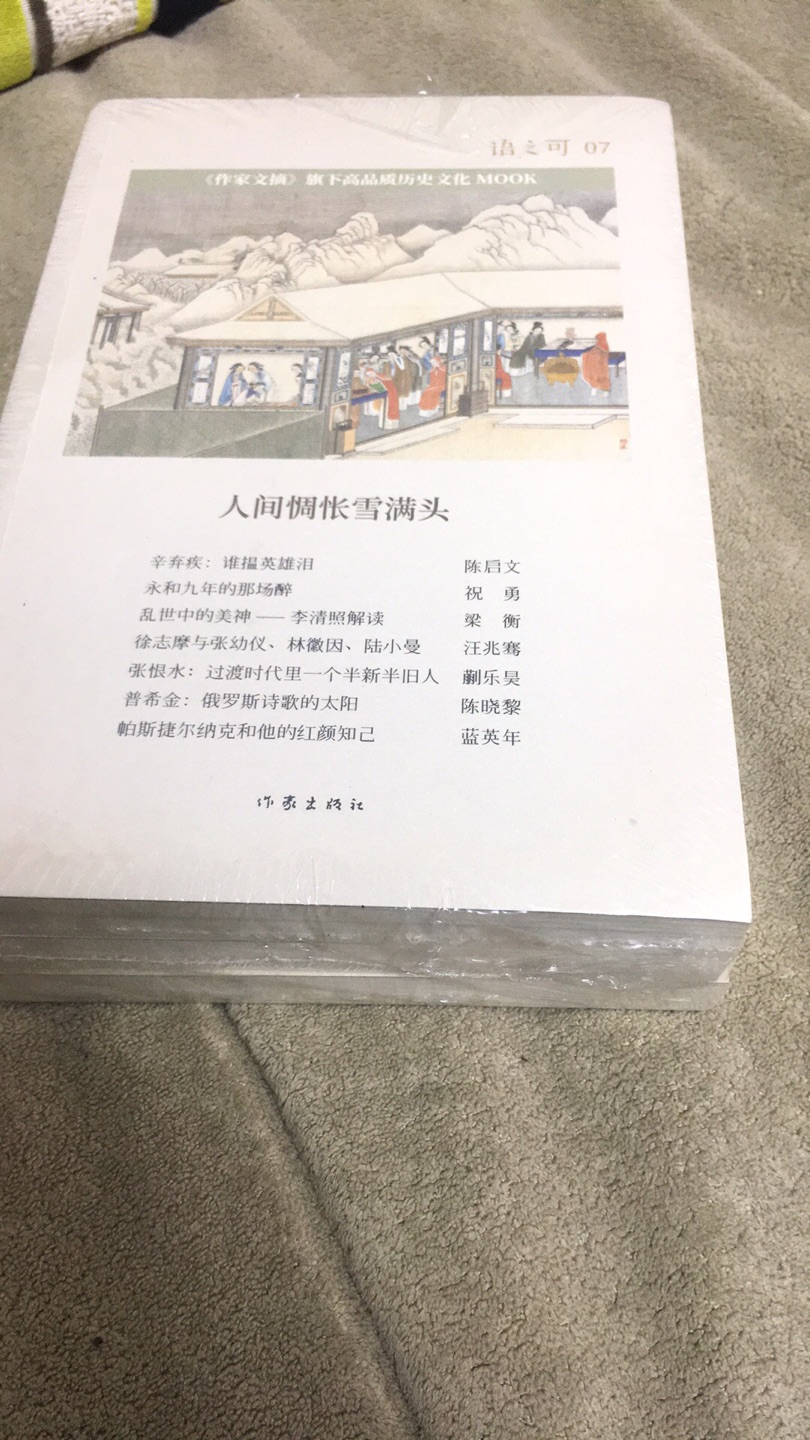 语之可 07
《作家文摘》旗下高品质历史文化 MOOK
人间惆怅雪满头
辛弃疾：谁揾英雄泪 陈启文
永和九年的那场醉 祝 勇
乱世中的美神——李清照解读 梁 衡
徐志摩与张幼仪、林徽因、陆小曼 汪兆骞
张恨水：过渡时代里一个半新半旧人 蒯乐昊
普希金：俄罗斯诗歌的太阳 陈晓黎
帕斯捷尔纳克和他的红颜知己 蓝英年
作家出版社